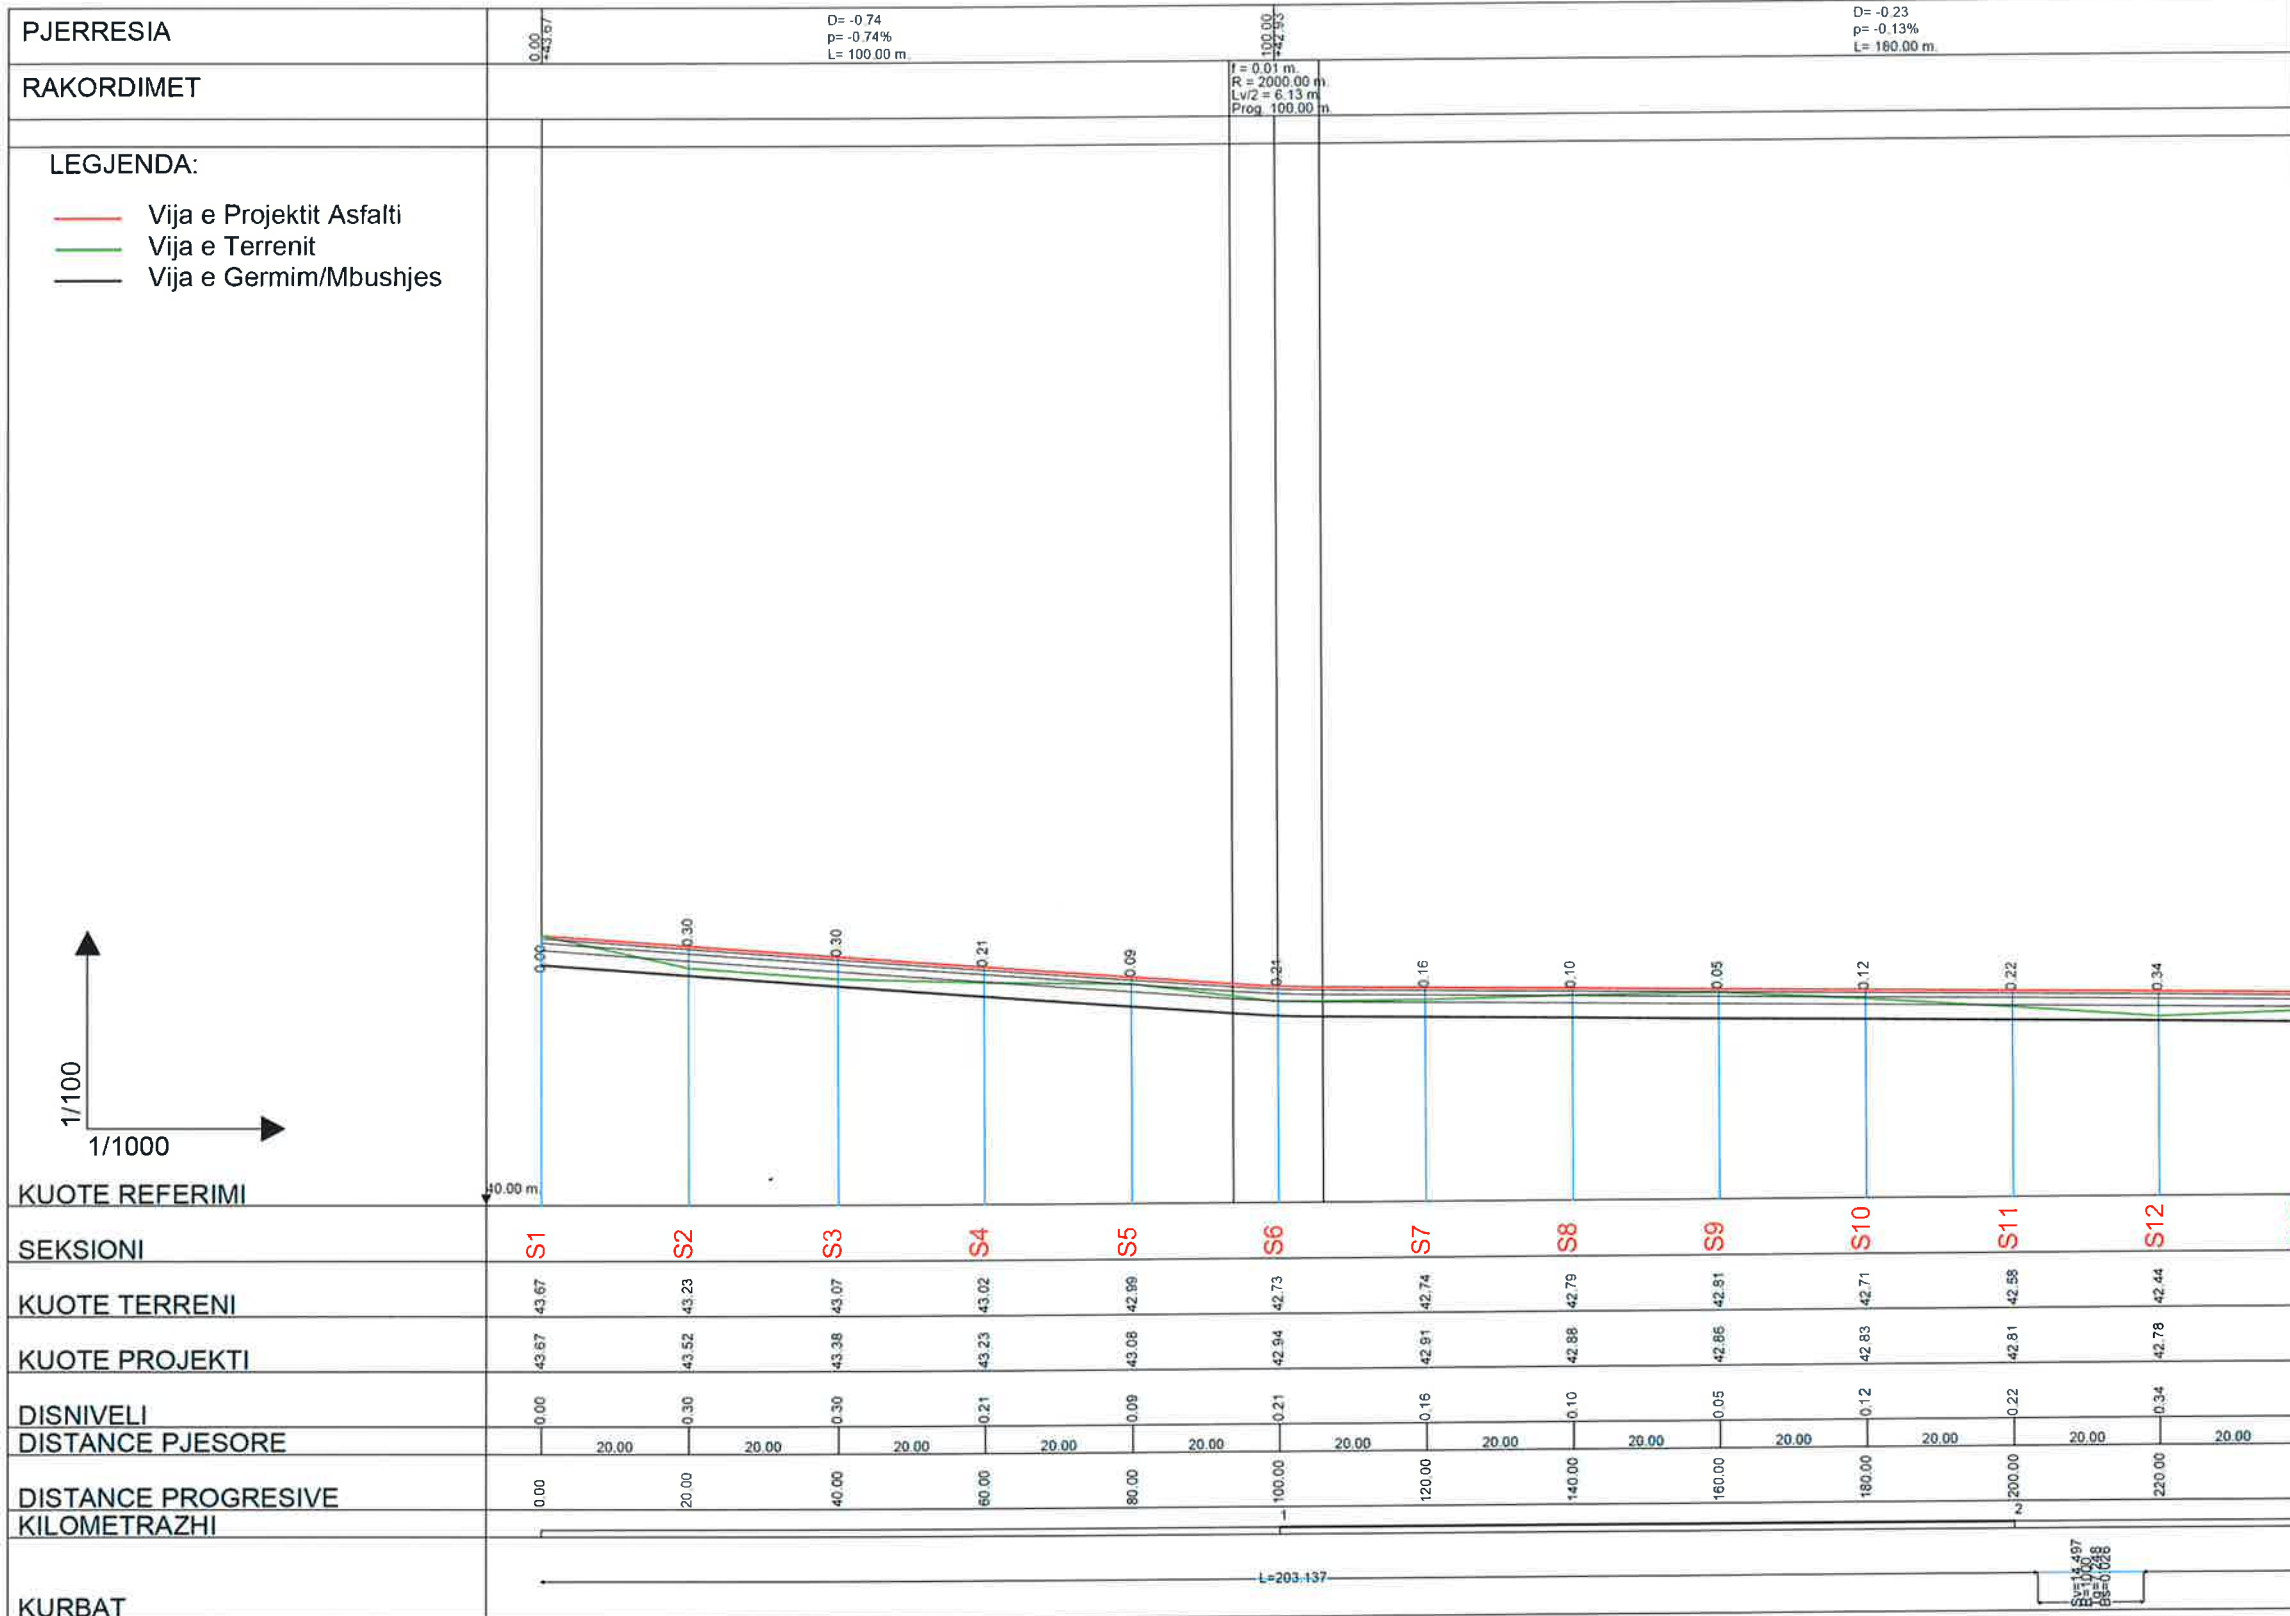 PJERRESIA
0.00
+43.67
D= -0.74
p= -0.74%
L= 100.00 m.
100.00
+42.93
D= -0.23
p= -0.13%
L= 180.00 m.
RAKORDIMET
f = 0.01 m.
R = 2000.00 m.
Lv/2 = 6.13 m
Prog. 100.00 m.
LEGJENDA:
Vija e Projektit Asfalti
Vija e Terrenit
Vija e Germim/Mbushjes
0.00 0.30 0.30 0.21 0.09 0.21 0.16 0.10 0.05 0.12 0.22 0.34
1/100
1/1000
KUOTE REFERIMI 40.00 m.
SEKSIONI S1 S2 S3 S4 S5 S6 S7 S8 S9 S10 S11 S12
KUOTE TERRENI 43.67 43.23 43.07 43.02 42.99 42.73 42.74 42.79 42.81 42.71 42.58 42.44
KUOTE PROJEKTI 43.67 43.52 43.38 43.23 43.08 42.94 42.91 42.88 42.86 42.83 42.81 42.78
DISNIVELI 0.00 0.30 0.30 0.21 0.09 0.21 0.16 0.10 0.05 0.12 0.22 0.34
DISTANCE PJESORE 20.00 20.00 20.00 20.00 20.00 20.00 20.00 20.00 20.00 20.00 20.00 20.00
DISTANCE PROGRESIVE 0.00 20.00 40.00 60.00 80.00 100.00 120.00 140.00 160.00 180.00 200.00 220.00
KILOMETRAZHI 1 2
KURBAT L=203.137
Sv=14.497
Bs=0.026